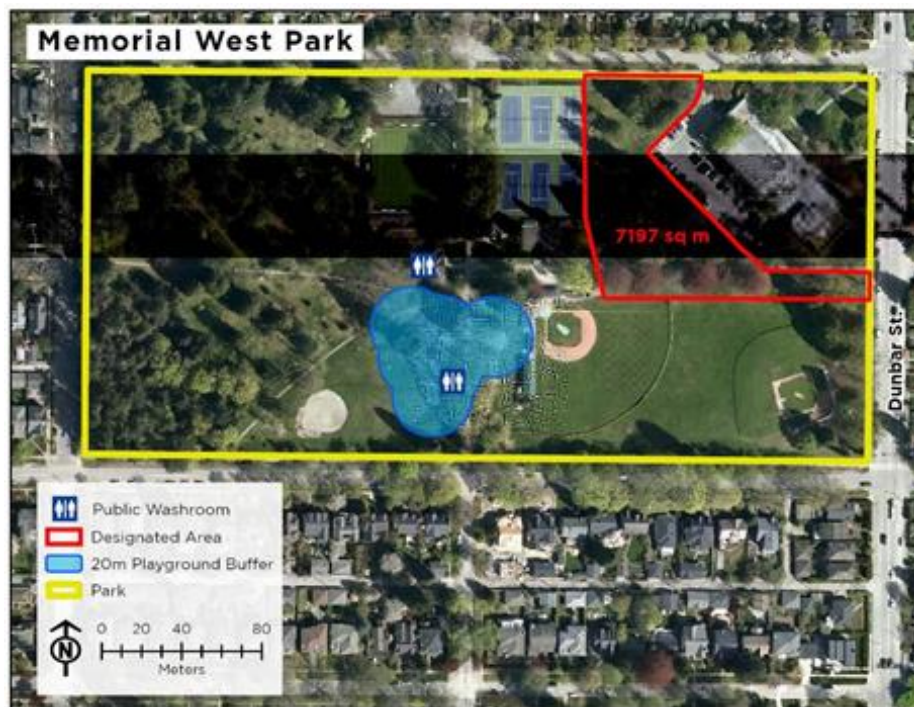 Memorial West Park
7197 sq m
Dunbar St.
Public Washroom
Designated Area
20m Playground Buffer
Park
N
0 20 40 80
Meters